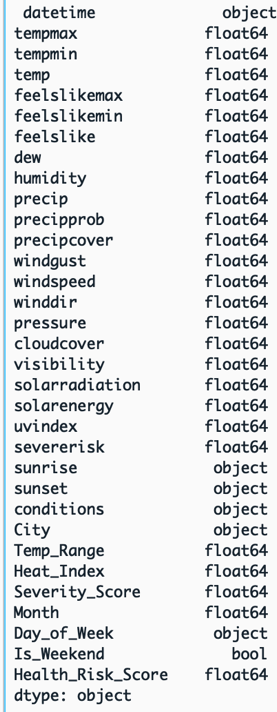 datetime object
tempmax float64
tempmin float64
temp float64
feelslikemax float64
feelslikemin float64
feelslike float64
dew float64
humidity float64
precip float64
precipprob float64
precipcover float64
windgust float64
windspeed float64
winddir float64
pressure float64
cloudcover float64
visibility float64
solarradiation float64
solarenergy float64
uvindex float64
severerisk float64
sunrise object
sunset object
conditions object
City object
Temp_Range float64
Heat_Index float64
Severity_Score float64
Month float64
Day_of_Week object
Is_Weekend bool
Health_Risk_Score float64
dtype: object